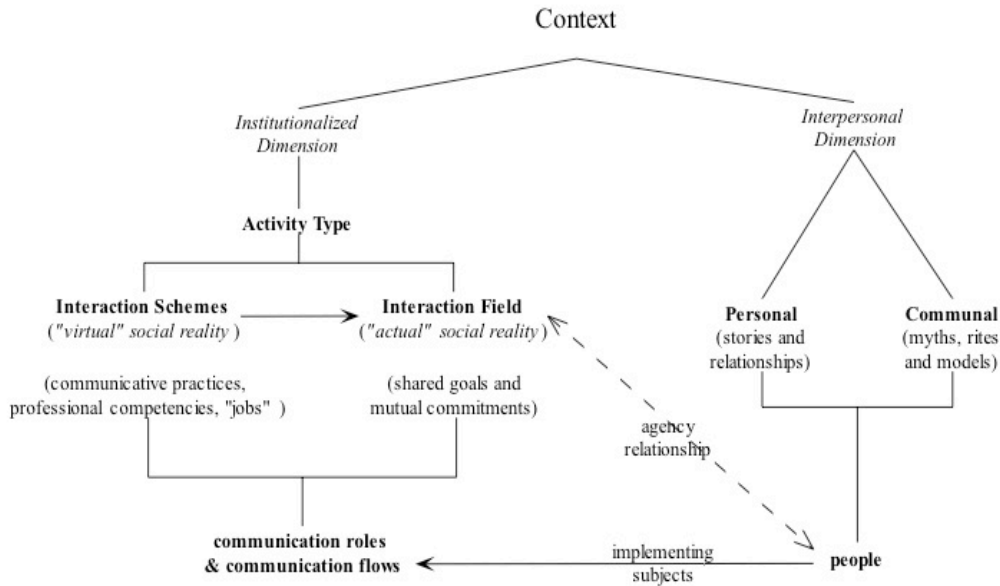 Context
Institutionalized
Dimension
Interpersonal
Dimension
Activity Type
Interaction Schemes
("virtual" social reality )
Interaction Field
("actual" social reality)
Personal
(stories and
relationships)
Communal
(myths, rites
and models)
(communicative practices,
professional competencies, "jobs" )
(shared goals and
mutual commitments)
agency
relationship
communication roles
& communication flows
implementing
subjects
people